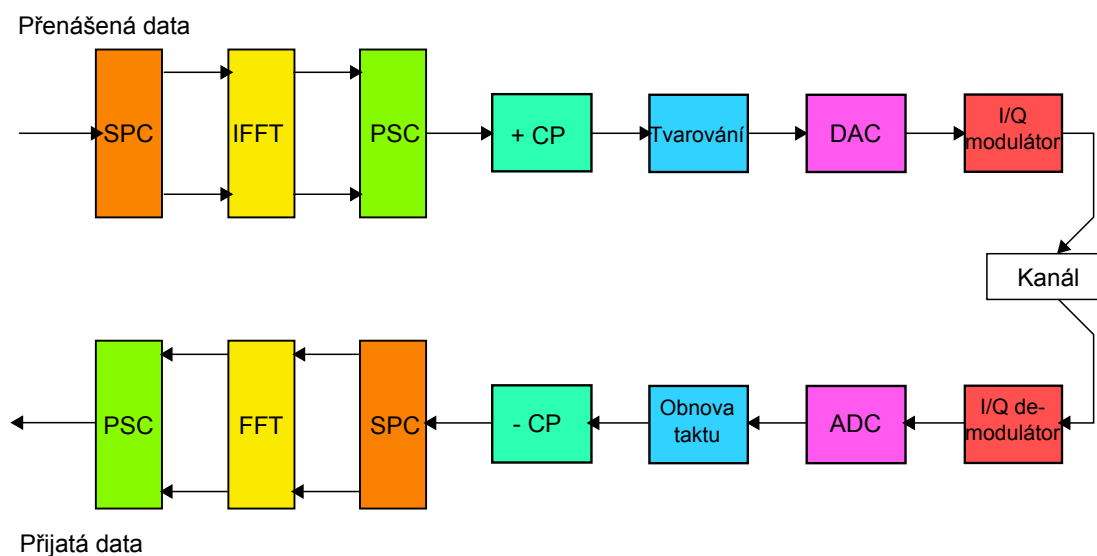 Přenášená data
SPC
IFFT
PSC
+ CP
Tvarování
DAC
I/Q
modulátor
Kanál
PSC
FFT
SPC
- CP
Obnova
taktu
ADC
I/Q de-
modulátor
Přijatá data